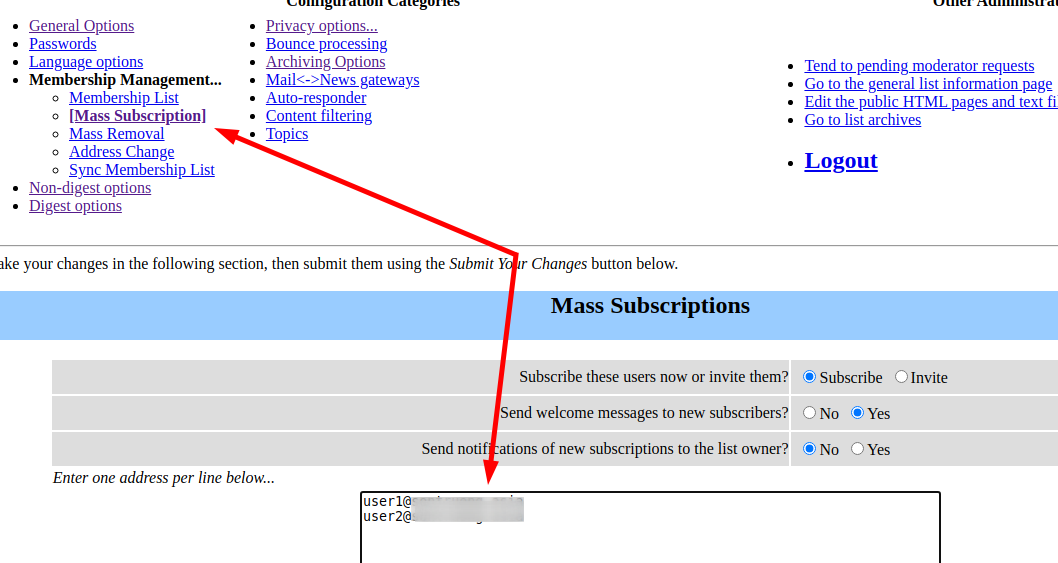 Configuration Categories
Other Administrat
General Options
Passwords
Language options
Membership Management...
Membership List
[Mass Subscription]
Mass Removal
Address Change
Sync Membership List
Non-digest options
Digest options
Privacy options...
Bounce processing
Archiving Options
Mail<->News gateways
Auto-responder
Content filtering
Topics
Tend to pending moderator requests
Go to the general list information page
Edit the public HTML pages and text fi
Go to list archives
Logout
ake your changes in the following section, then submit them using the Submit Your Changes button below.
Mass Subscriptions
Subscribe these users now or invite them? Subscribe Invite
Send welcome messages to new subscribers? No Yes
Send notifications of new subscriptions to the list owner? No Yes
Enter one address per line below...
user1@
user2@